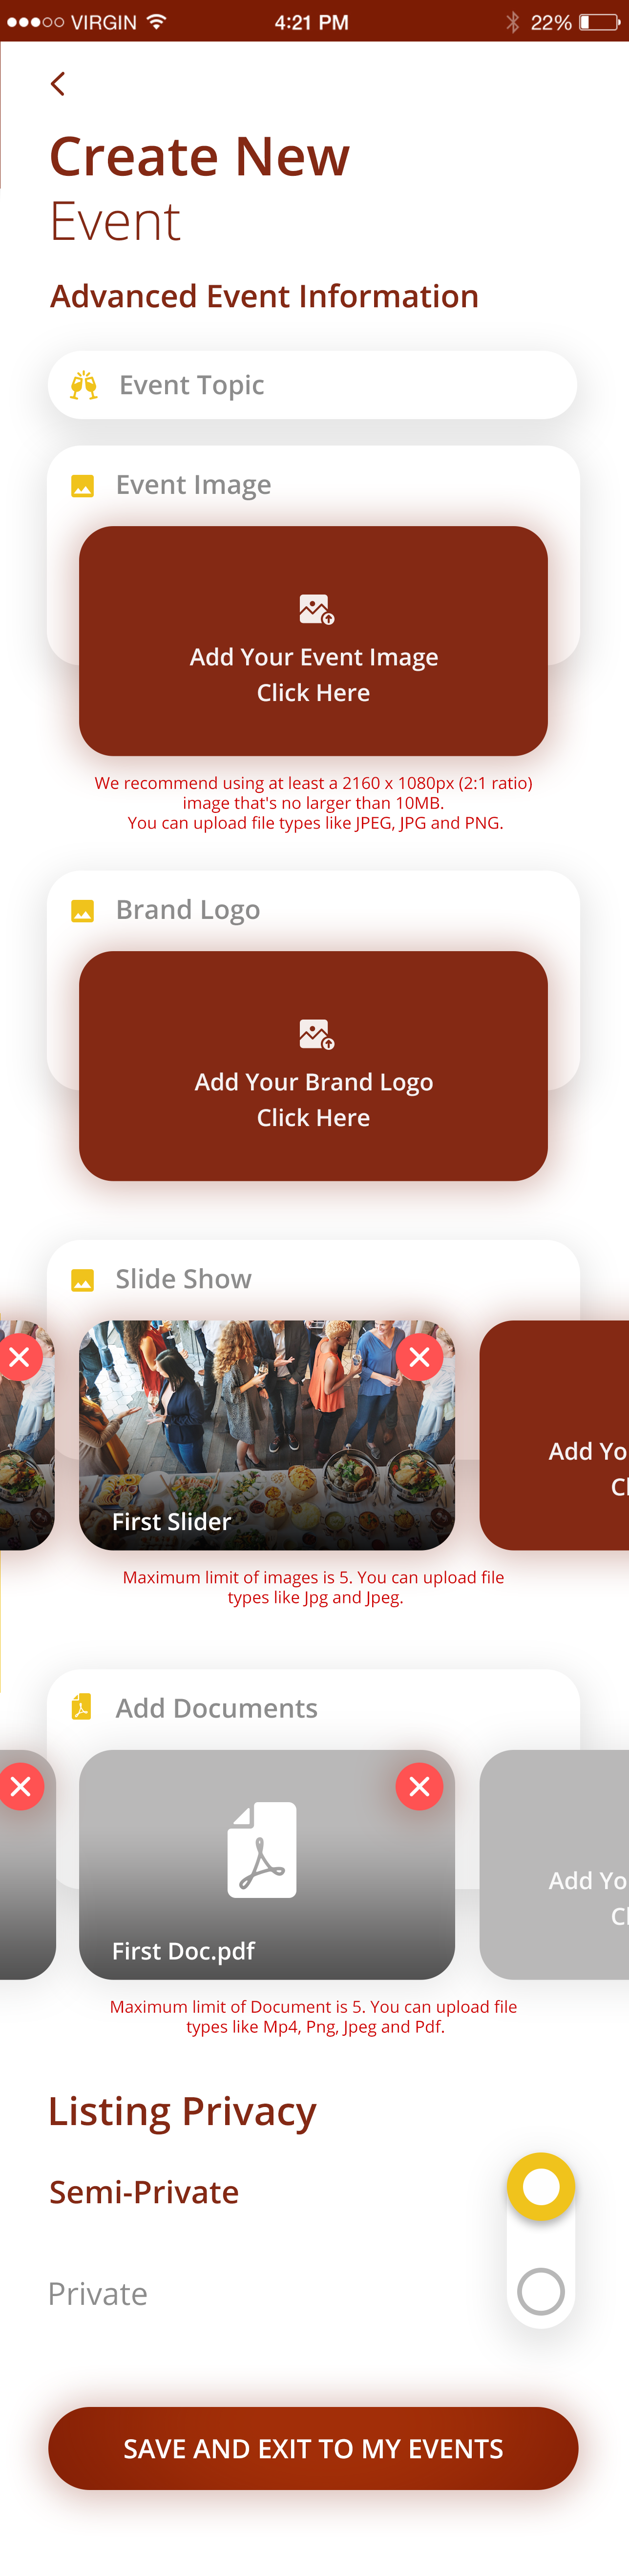 VIRGIN 4:21 PM 22%
Create New
Event
Advanced Event Information
Event Topic
Event Image
Add Your Event Image
Click Here
We recommend using at least a 2160 x 1080px (2:1 ratio)
image that's no larger than 10MB.
You can upload file types like JPEG, JPG and PNG.
Brand Logo
Add Your Brand Logo
Click Here
Slide Show
First Slider
Add Yo
Cl
Maximum limit of images is 5. You can upload file
types like Jpg and Jpeg.
Add Documents
First Doc.pdf
Add Yo
Cl
Maximum limit of Document is 5. You can upload file
types like Mp4, Png, Jpeg and Pdf.
Listing Privacy
Semi-Private
Private
SAVE AND EXIT TO MY EVENTS